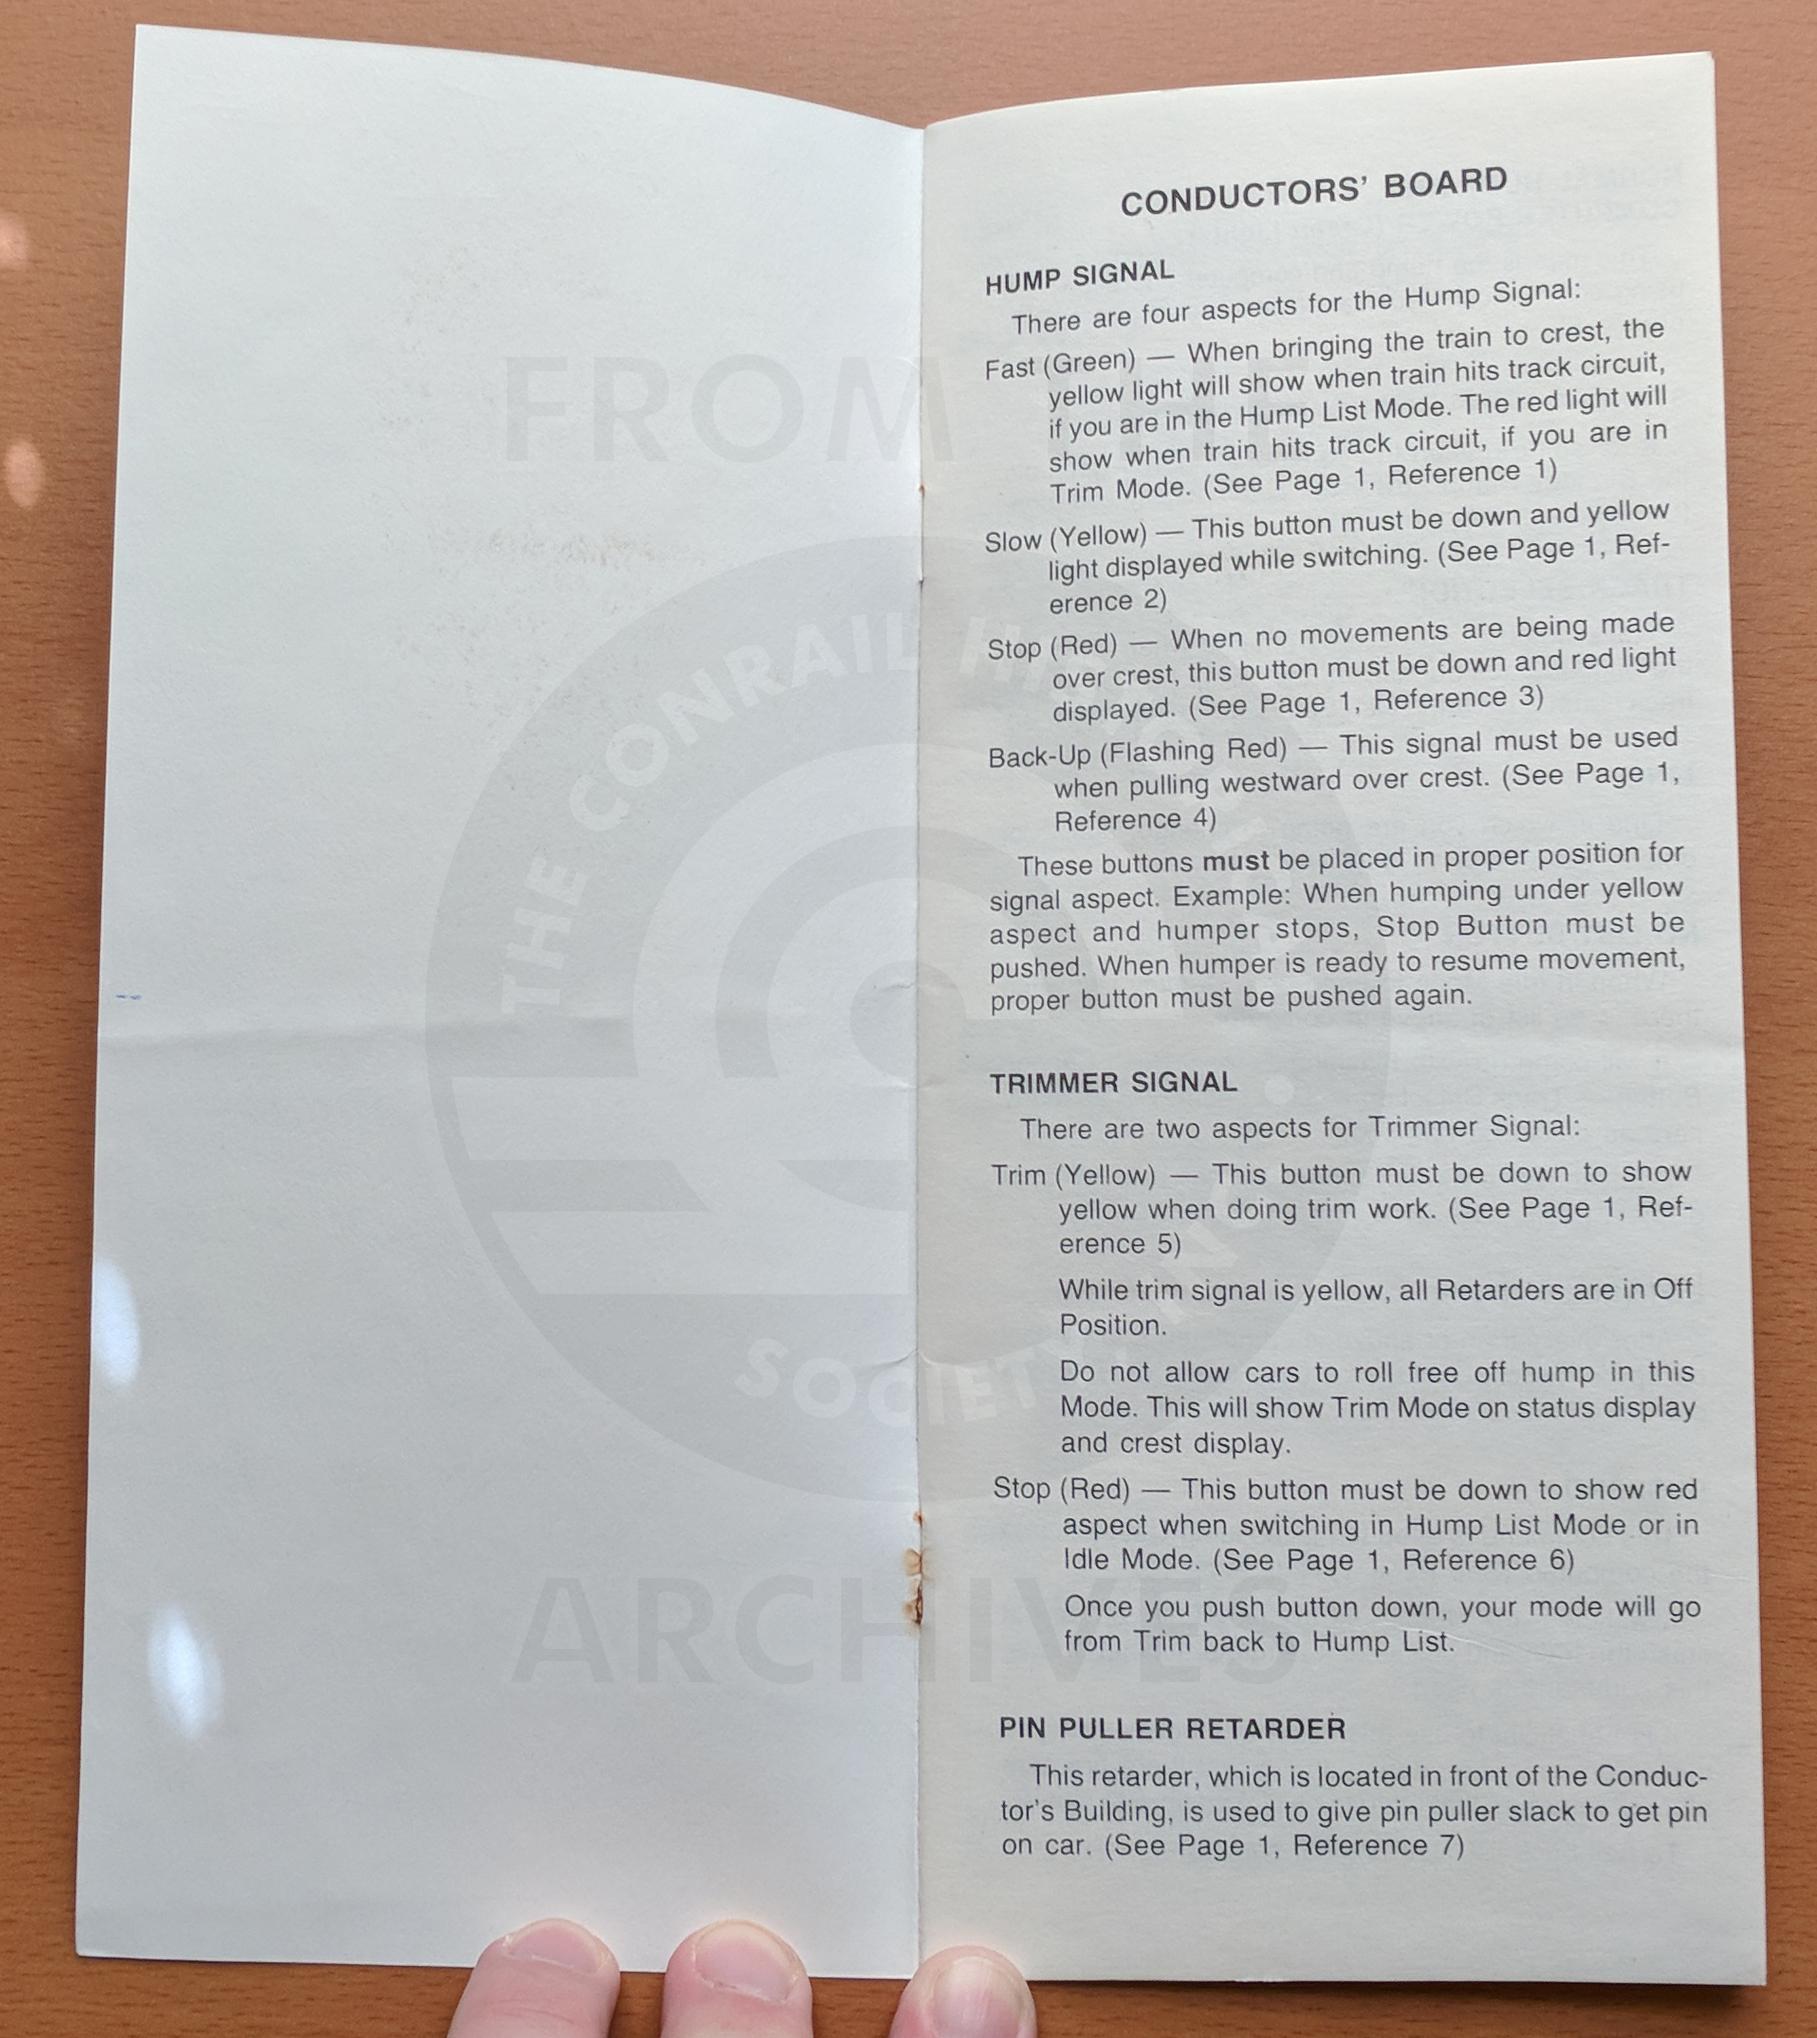 CONDUCTORS' BOARD
HUMP SIGNAL
There are four aspects for the Hump Signal:
Fast (Green) — When bringing the train to crest, the
yellow light will show when train hits track circuit,
if you are in the Hump List Mode. The red light will
show when train hits track circuit, if you are in
Trim Mode. (See Page 1, Reference 1)
Slow (Yellow) — This button must be down and yellow
light displayed while switching. (See Page 1, Ref-
erence 2)
Stop (Red) — When no movements are being made
over crest, this button must be down and red light
displayed. (See Page 1, Reference 3)
Back-Up (Flashing Red) — This signal must be used
when pulling westward over crest. (See Page 1,
Reference 4)
These buttons must be placed in proper position for
signal aspect. Example: When humping under yellow
aspect and humper stops, Stop Button must be
pushed. When humper is ready to resume movement,
proper button must be pushed again.
TRIMMER SIGNAL
There are two aspects for Trimmer Signal:
Trim (Yellow) — This button must be down to show
yellow when doing trim work. (See Page 1, Ref-
erence 5)
While trim signal is yellow, all Retarders are in Off
Position.
Do not allow cars to roll free off hump in this
Mode. This will show Trim Mode on status display
and crest display.
Stop (Red) — This button must be down to show red
aspect when switching in Hump List Mode or in
Idle Mode. (See Page 1, Reference 6)
Once you push button down, your mode will go
from Trim back to Hump List.
PIN PULLER RETARDER
This retarder, which is located in front of the Conduc-
tor's Building, is used to give pin puller slack to get pin
on car. (See Page 1, Reference 7)
FROM
THE CONRAIL
SOCIETY
ARCHIVES